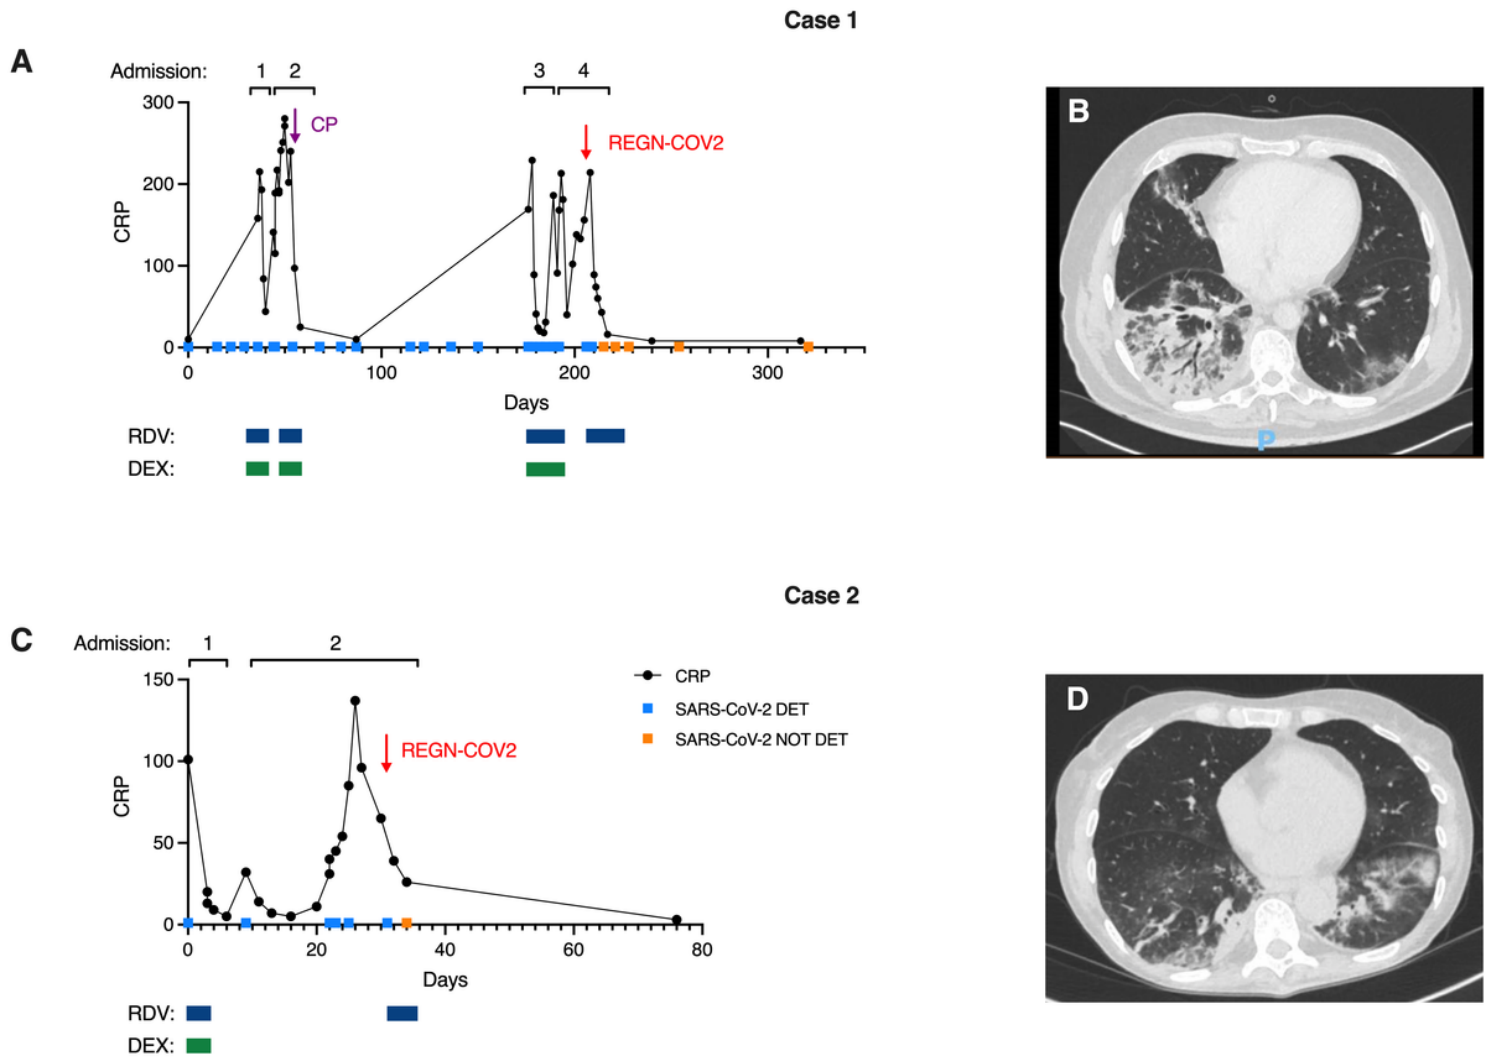 Case 1
A
Admission: 1 2 3 4
B
300
CP
REGN-COV2
200
CRP
100
0
0 100 200 300
Days
RDV:
P
DEX:
Case 2
C
Admission: 1 2
D
150
CRP
SARS-CoV-2 DET
SARS-CoV-2 NOT DET
REGN-COV2
100
CRP
50
0
0 20 40 60 80
Days
RDV:
DEX: